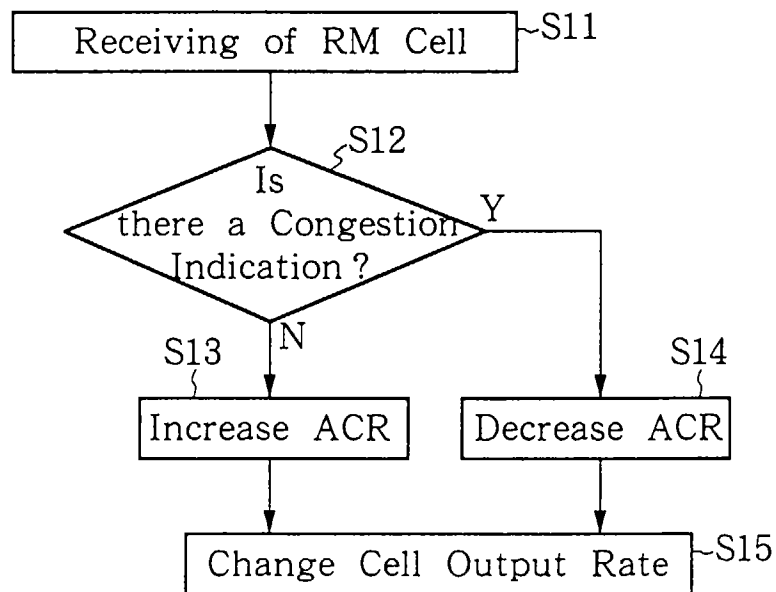 Receiving of RM Cell
S11
S12
Is
there a Congestion
Indication?
Y
N
S13
S14
Increase ACR
Decrease ACR
Change Cell Output Rate
S15